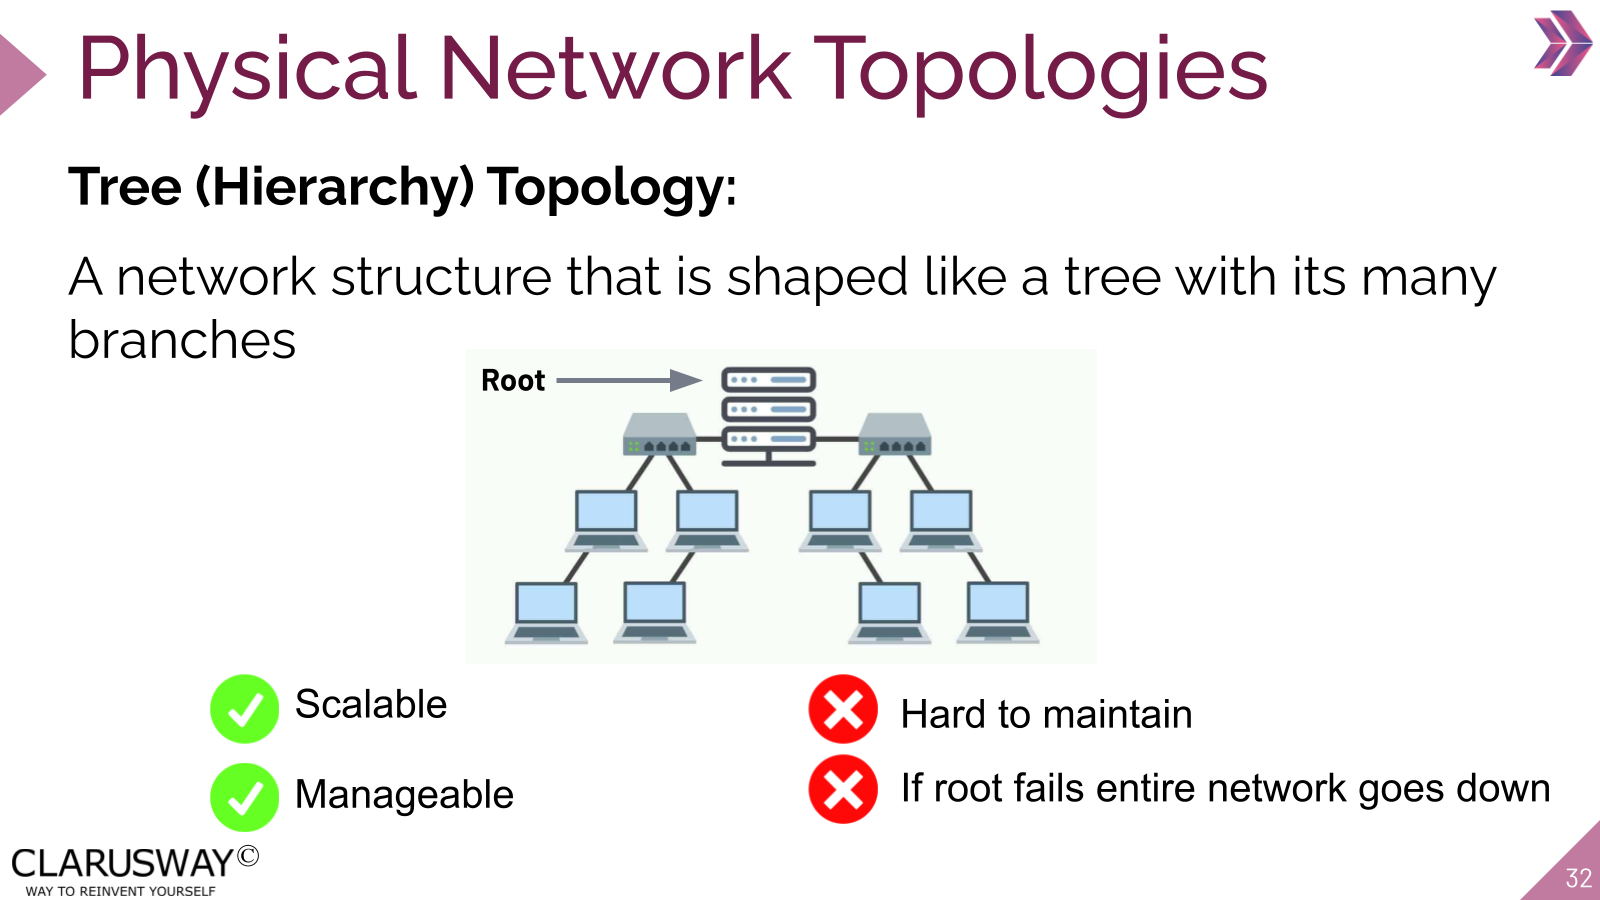 Physical Network Topologies
Tree (Hierarchy) Topology:
A network structure that is shaped like a tree with its many
branches
Root
Scalable
Manageable
Hard to maintain
If root fails entire network goes down
CLARUSWAY©
WAY TO REINVENT YOURSELF
32